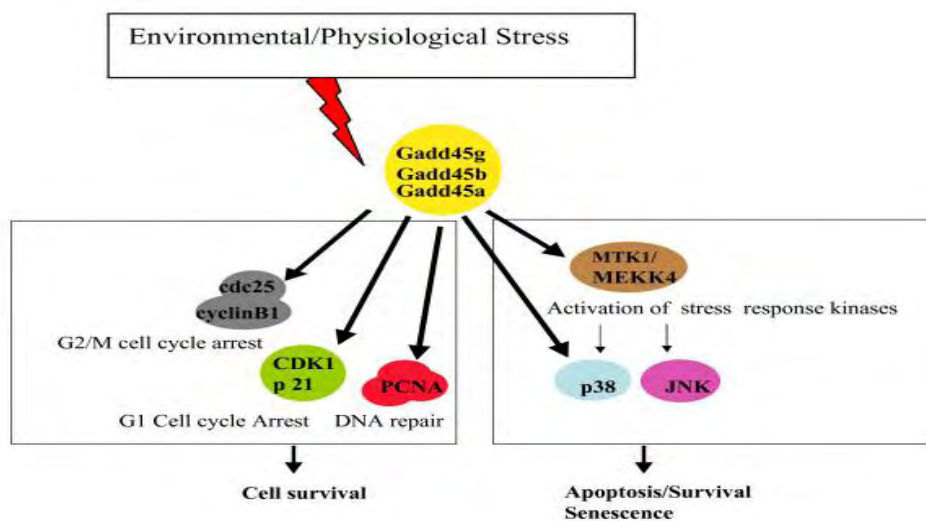 Environmental/Physiological Stress
Gadd45g
Gadd45b
Gadd45a
cdc25
cyclinB1
G2/M cell cycle arrest
CDK1
p 21
PCNA
G1 Cell cycle Arrest
DNA repair
MTK1/
MEKK4
Activation of stress response kinases
p38
JNK
Cell survival
Apoptosis/Survival
Senescence